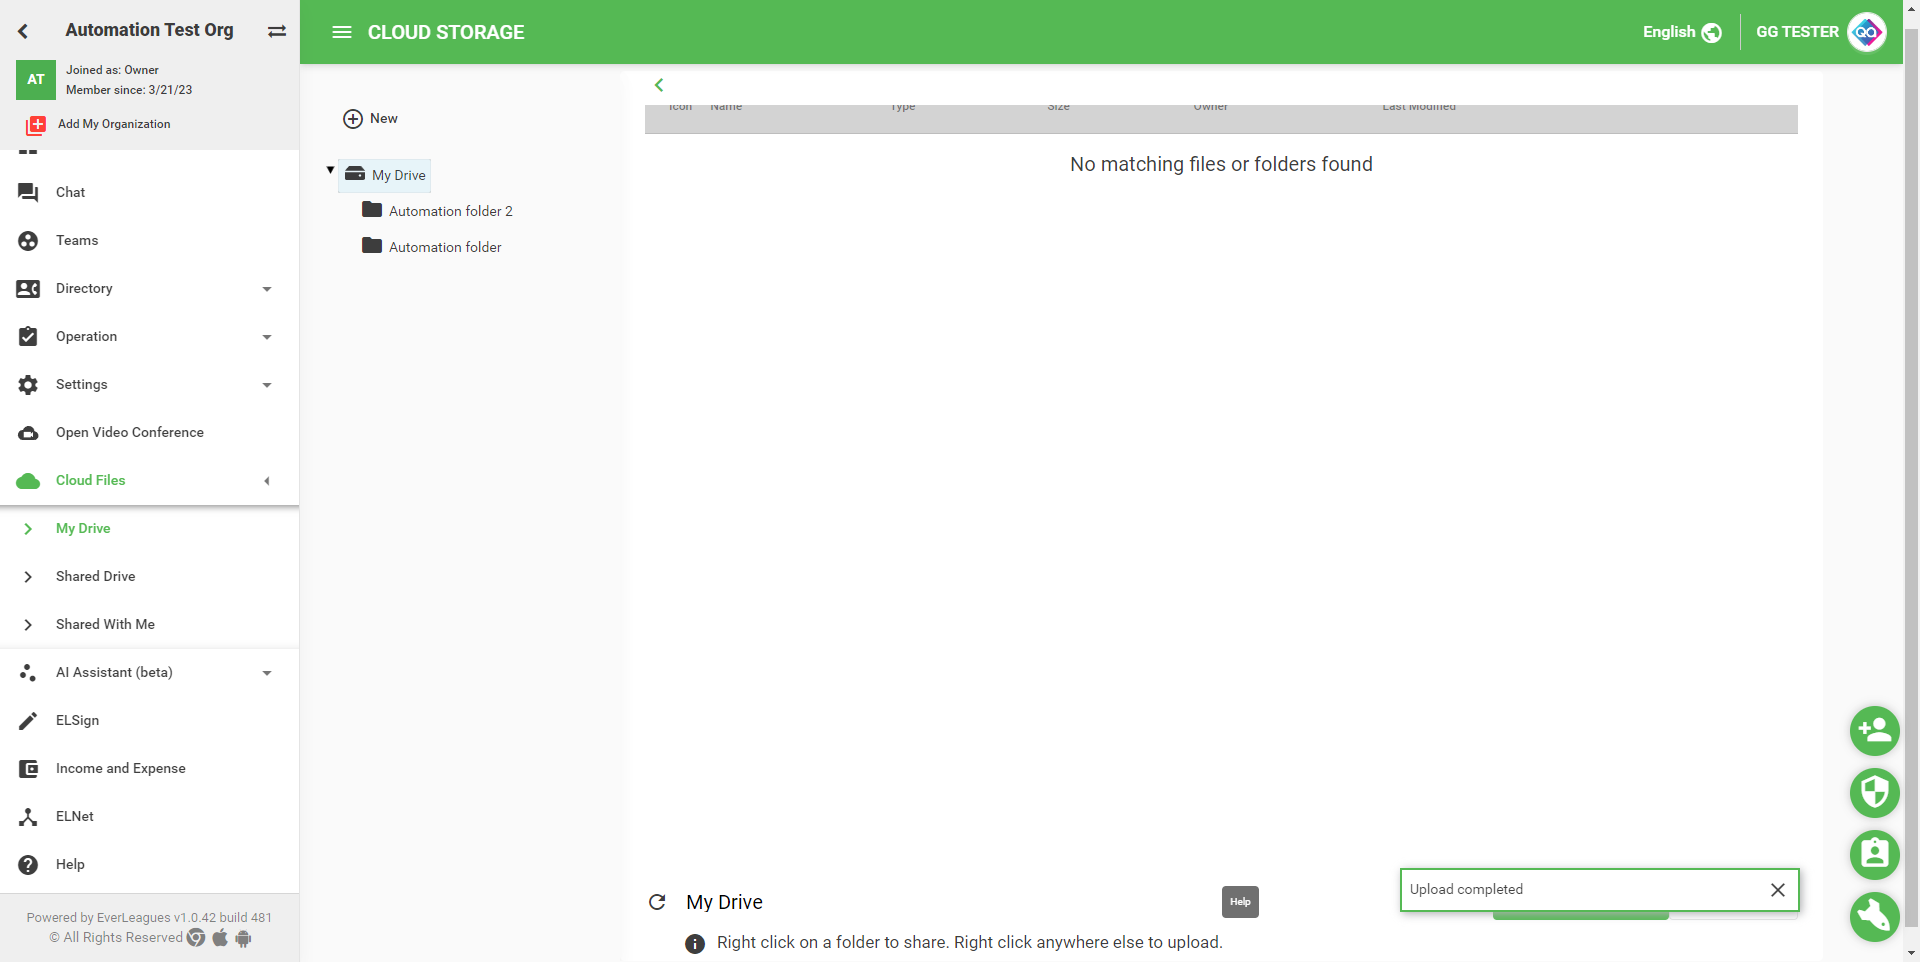 Automation Test Org
AT
Joined as: Owner
Member since: 3/21/23
Add My Organization
Chat
Teams
Directory
Operation
Settings
Open Video Conference
Cloud Files
My Drive
Shared Drive
Shared With Me
AI Assistant (beta)
ELSign
Income and Expense
ELNet
Help
Powered by EverLeagues v1.0.42 build 481
© All Rights Reserved
CLOUD STORAGE
English
GG TESTER
QA
New
My Drive
Automation folder 2
Automation folder
Icon Name Type Size Owner Last Modified
No matching files or folders found
My Drive
Help
Upload completed
Right click on a folder to share. Right click anywhere else to upload.